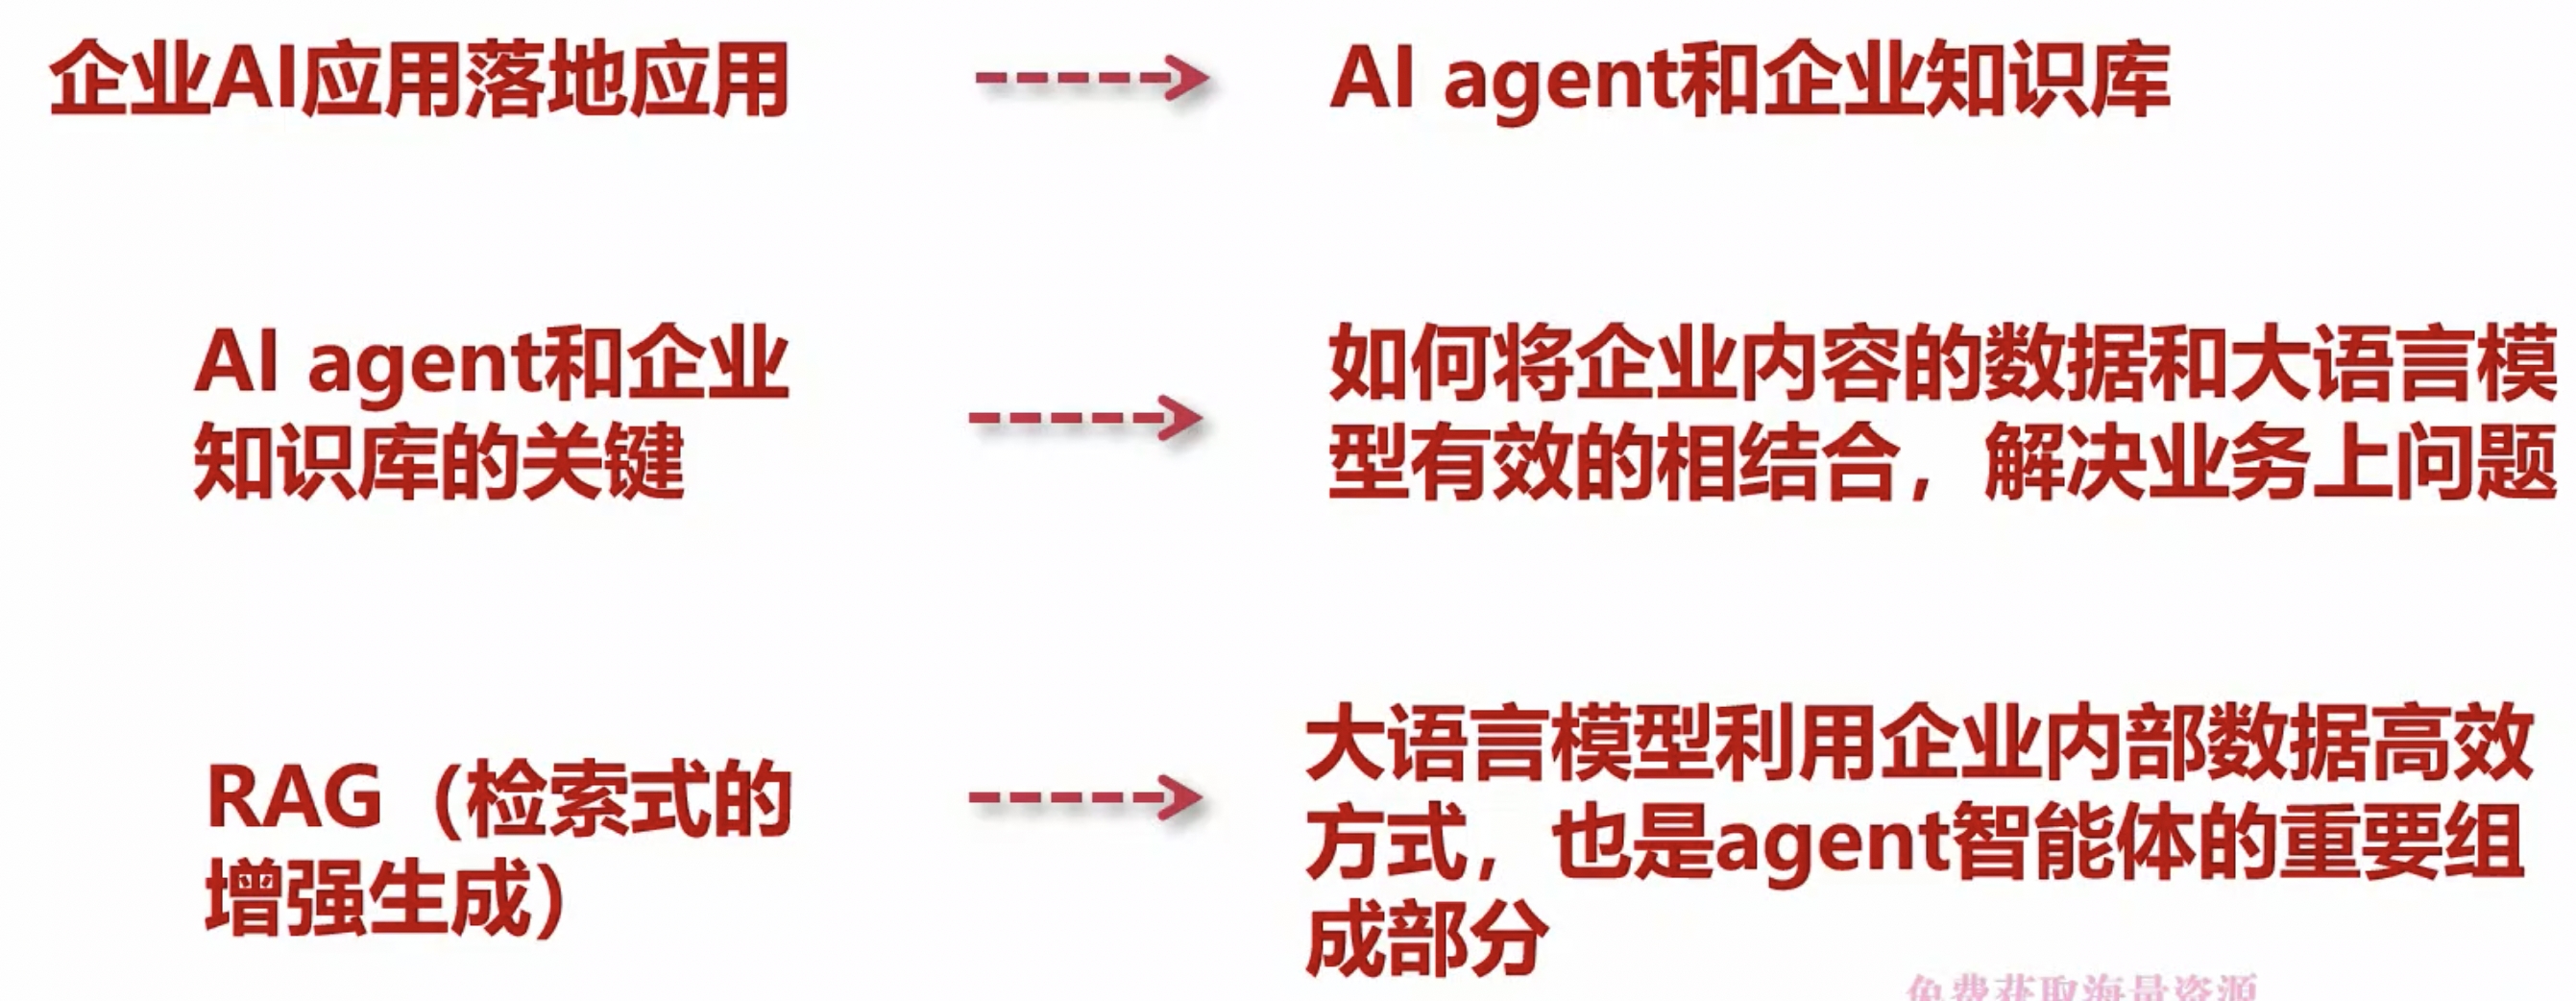 企业AI应用落地应用
AI agent和企业知识库
AI agent和企业
知识库的关键
如何将企业内容的数据和大语言模
型有效的相结合，解决业务上问题
RAG（检索式的
增强生成）
大语言模型利用企业内部数据高效
方式，也是agent智能体的重要组
成部分
免费获取海量资源